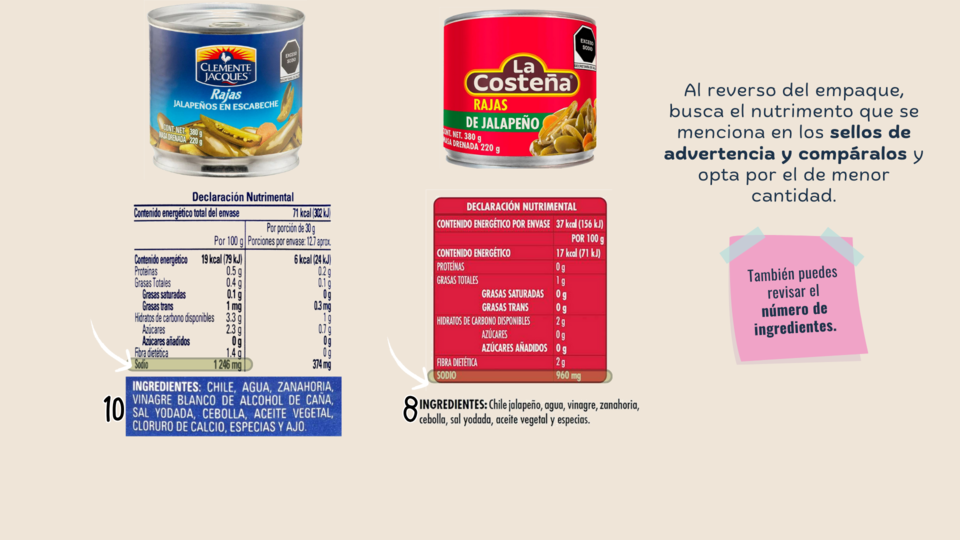 CLEMENTE
JACQUES
Rajas
JALAPEÑOS EN ESCABECHE
CONT. NET. 380 g
MASA DRENADA 220 g
EXCESO
SODIO
La
Costeña
RAJAS
DE JALAPEÑO
CONT. NET. 380 g
MASA DRENADA 220 g
EXCESO
SODIO
Al reverso del empaque,
busca el nutrimento que se
menciona en los sellos de
advertencia y compáralos y
opta por el de menor
cantidad.
También puedes
revisar el
número de
ingredientes.
Declaración Nutrimental
Contenido energético total del envase 71 kcal (302 kJ)
Por porción de 30 g
Por 100 g Porciones por envase: 12.7 aprox.
Contenido energético 19 kcal (79 kJ) 6 kcal (24 kJ)
Proteínas 0.5 g 0.2 g
Grasas Totales 0.4 g 0.1 g
Grasas saturadas 0.1 g 0 g
Grasas trans 1 mg 0.3 mg
Hidratos de carbono disponibles 3.3 g 1 g
Azúcares 2.3 g 0.7 g
Azúcares añadidos 0 g 0 g
Fibra dietética 1.4 g 0 g
Sodio 1 246 mg 374 mg
10
INGREDIENTES: CHILE, AGUA, ZANAHORIA,
VINAGRE BLANCO DE ALCOHOL DE CAÑA,
SAL YODADA, CEBOLLA, ACEITE VEGETAL,
CLORURO DE CALCIO, ESPECIAS Y AJO.
DECLARACIÓN NUTRIMENTAL
CONTENIDO ENERGÉTICO POR ENVASE 37 kcal (156 kJ)
POR 100 g
CONTENIDO ENERGÉTICO 17 kcal (71 kJ)
PROTEÍNAS 0 g
GRASAS TOTALES 1 g
GRASAS SATURADAS 0 g
GRASAS TRANS 0 g
HIDRATOS DE CARBONO DISPONIBLES 2 g
AZÚCARES 0 g
AZÚCARES AÑADIDOS 0 g
FIBRA DIETÉTICA 2 g
SODIO 960 mg
8
INGREDIENTES: Chile jalapeño, agua, vinagre, zanahoria,
cebolla, sal yodada, aceite vegetal y especias.